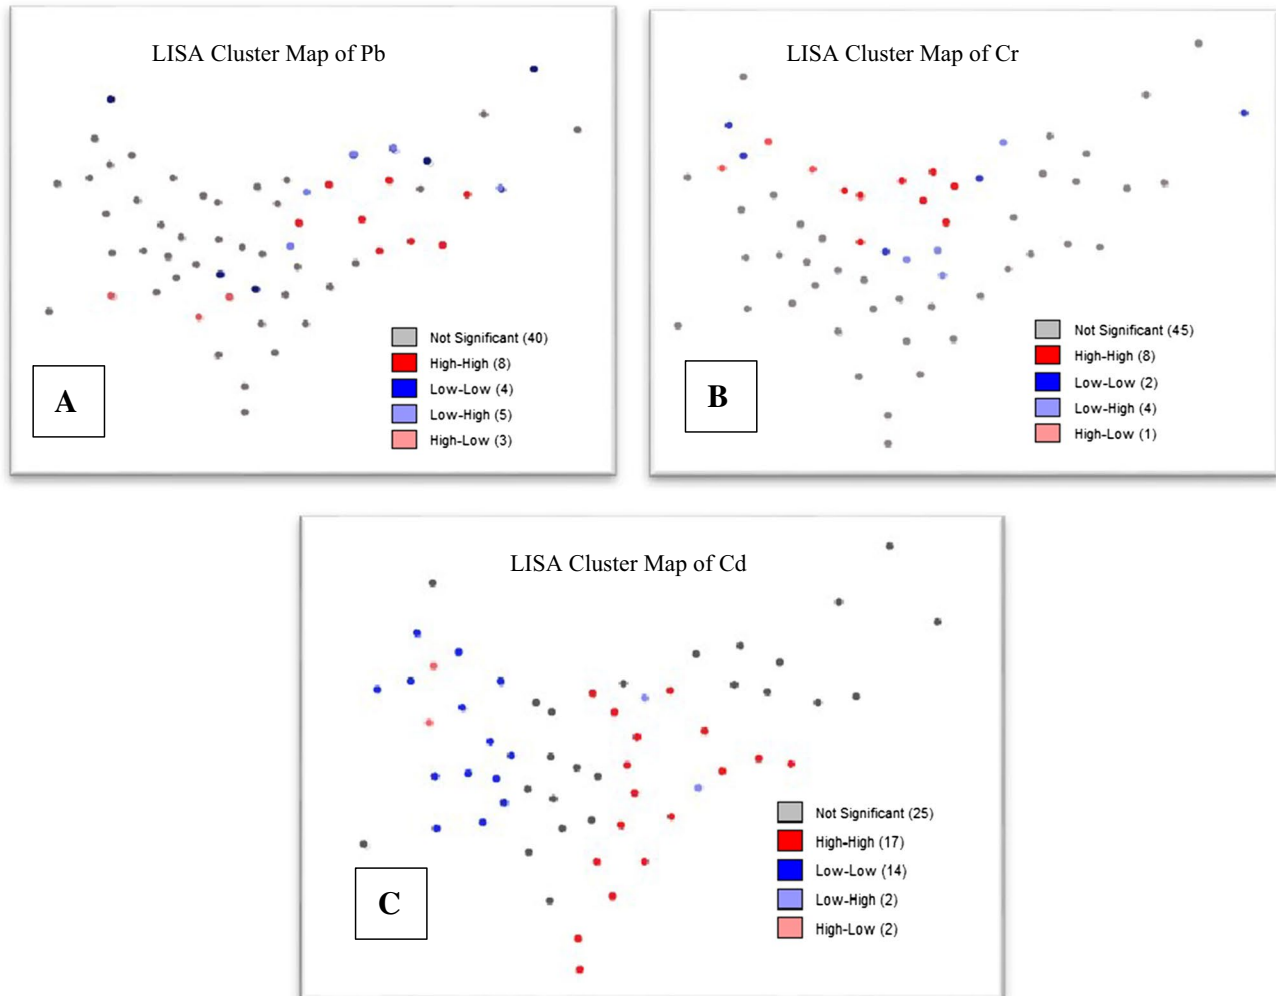 LISA Cluster Map of Pb
Not Significant (40)
High-High (8)
Low-Low (4)
Low-High (5)
High-Low (3)
A
LISA Cluster Map of Cr
Not Significant (45)
High-High (8)
Low-Low (2)
Low-High (4)
High-Low (1)
B
LISA Cluster Map of Cd
Not Significant (25)
High-High (17)
Low-Low (14)
Low-High (2)
High-Low (2)
C